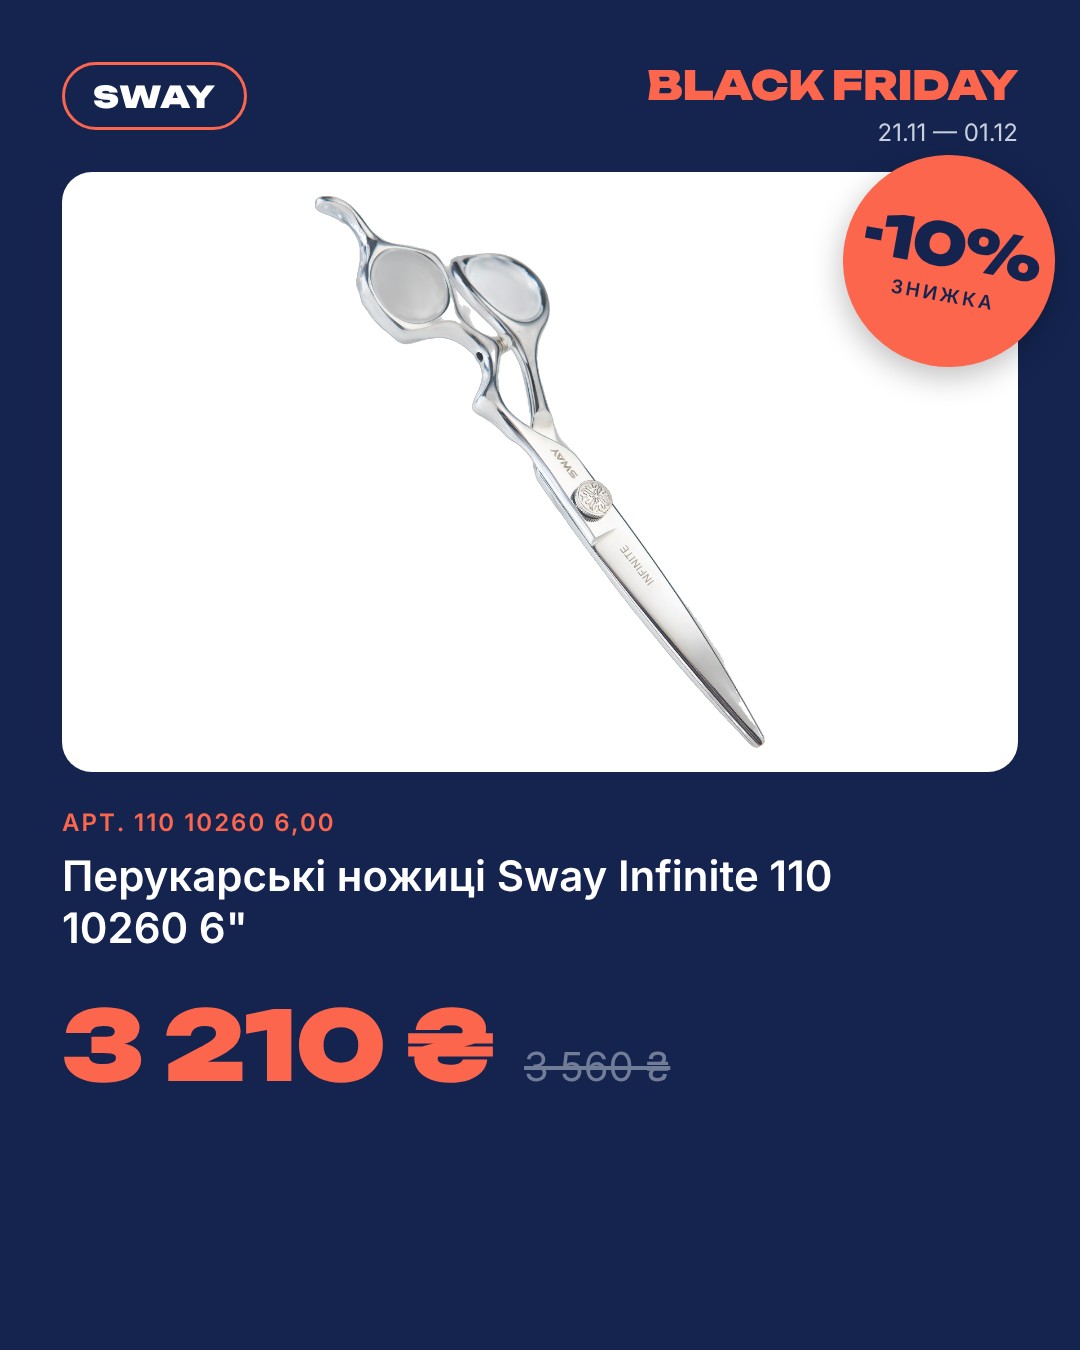 SWAY
BLACK FRIDAY
21.11 — 01.12
-10%
ЗНИЖКА
SWAY
INFINITE
АРТ. 110 10260 6,00
Перукарські ножиці Sway Infinite 110
10260 6"
3 210 ₴ 3 560 ₴